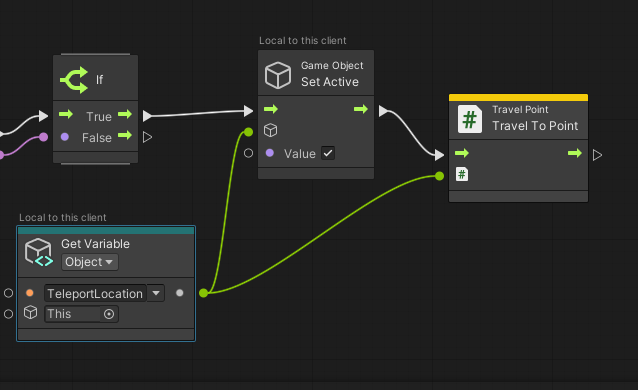 Local to this client
If
True
False
Game Object
Set Active
Value
Travel Point
Travel To Point
Local to this client
Get Variable
Object
TeleportLocation
This